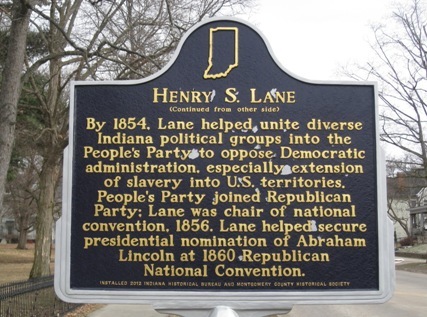 HENRY S. LANE
(Continued from other side)
By 1854, Lane helped unite diverse
Indiana political groups into the
People's Party to oppose Democratic
administration, especially extension
of slavery into U.S. territories.
People's Party joined Republican
Party; Lane was chair of national
convention, 1856. Lane helped secure
presidential nomination of Abraham
Lincoln at 1860 Republican
National Convention.
INSTALLED 2012 INDIANA HISTORICAL BUREAU AND MONTGOMERY COUNTY HISTORICAL SOCIETY